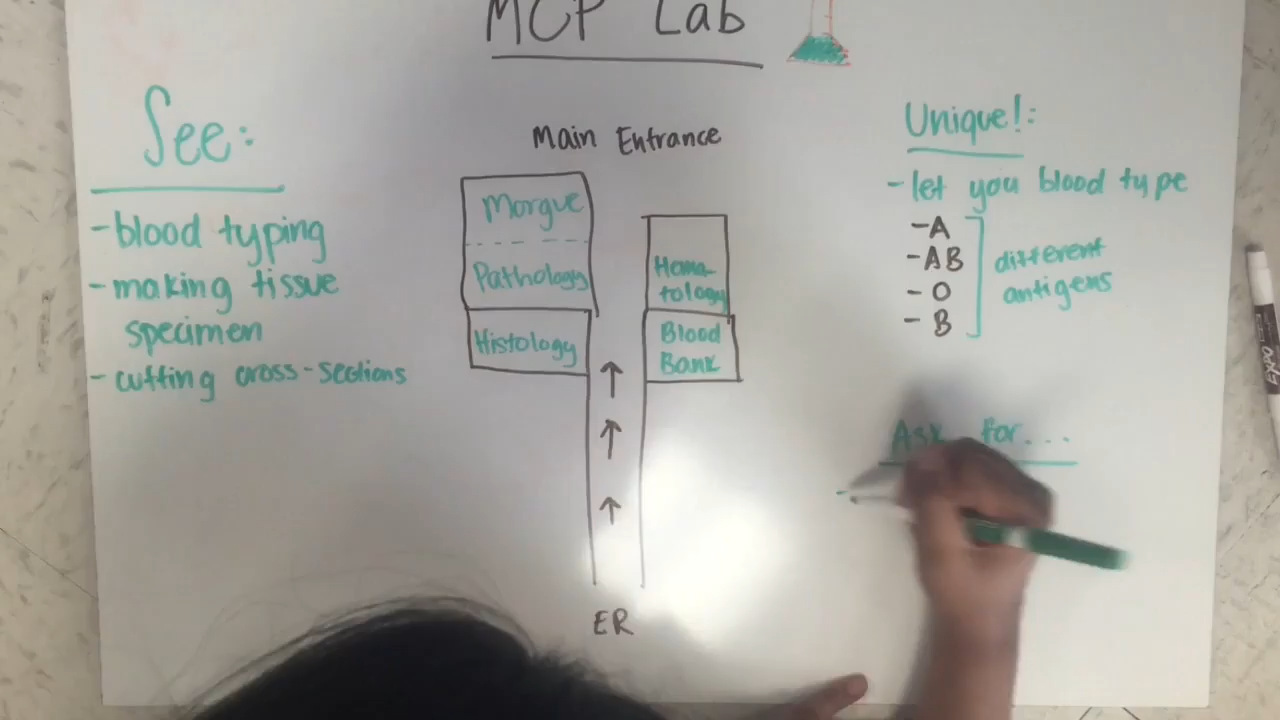 MCP Lab
See:
-blood typing
-making tissue
specimen
-cutting cross-sections
Main Entrance
Morgue
Pathology
Histology
Hema-
tology
Blood
Bank
ER
Unique!:
-let you blood type
-A
-AB
-O
-B
different
antigens
Ask for...
EXPO